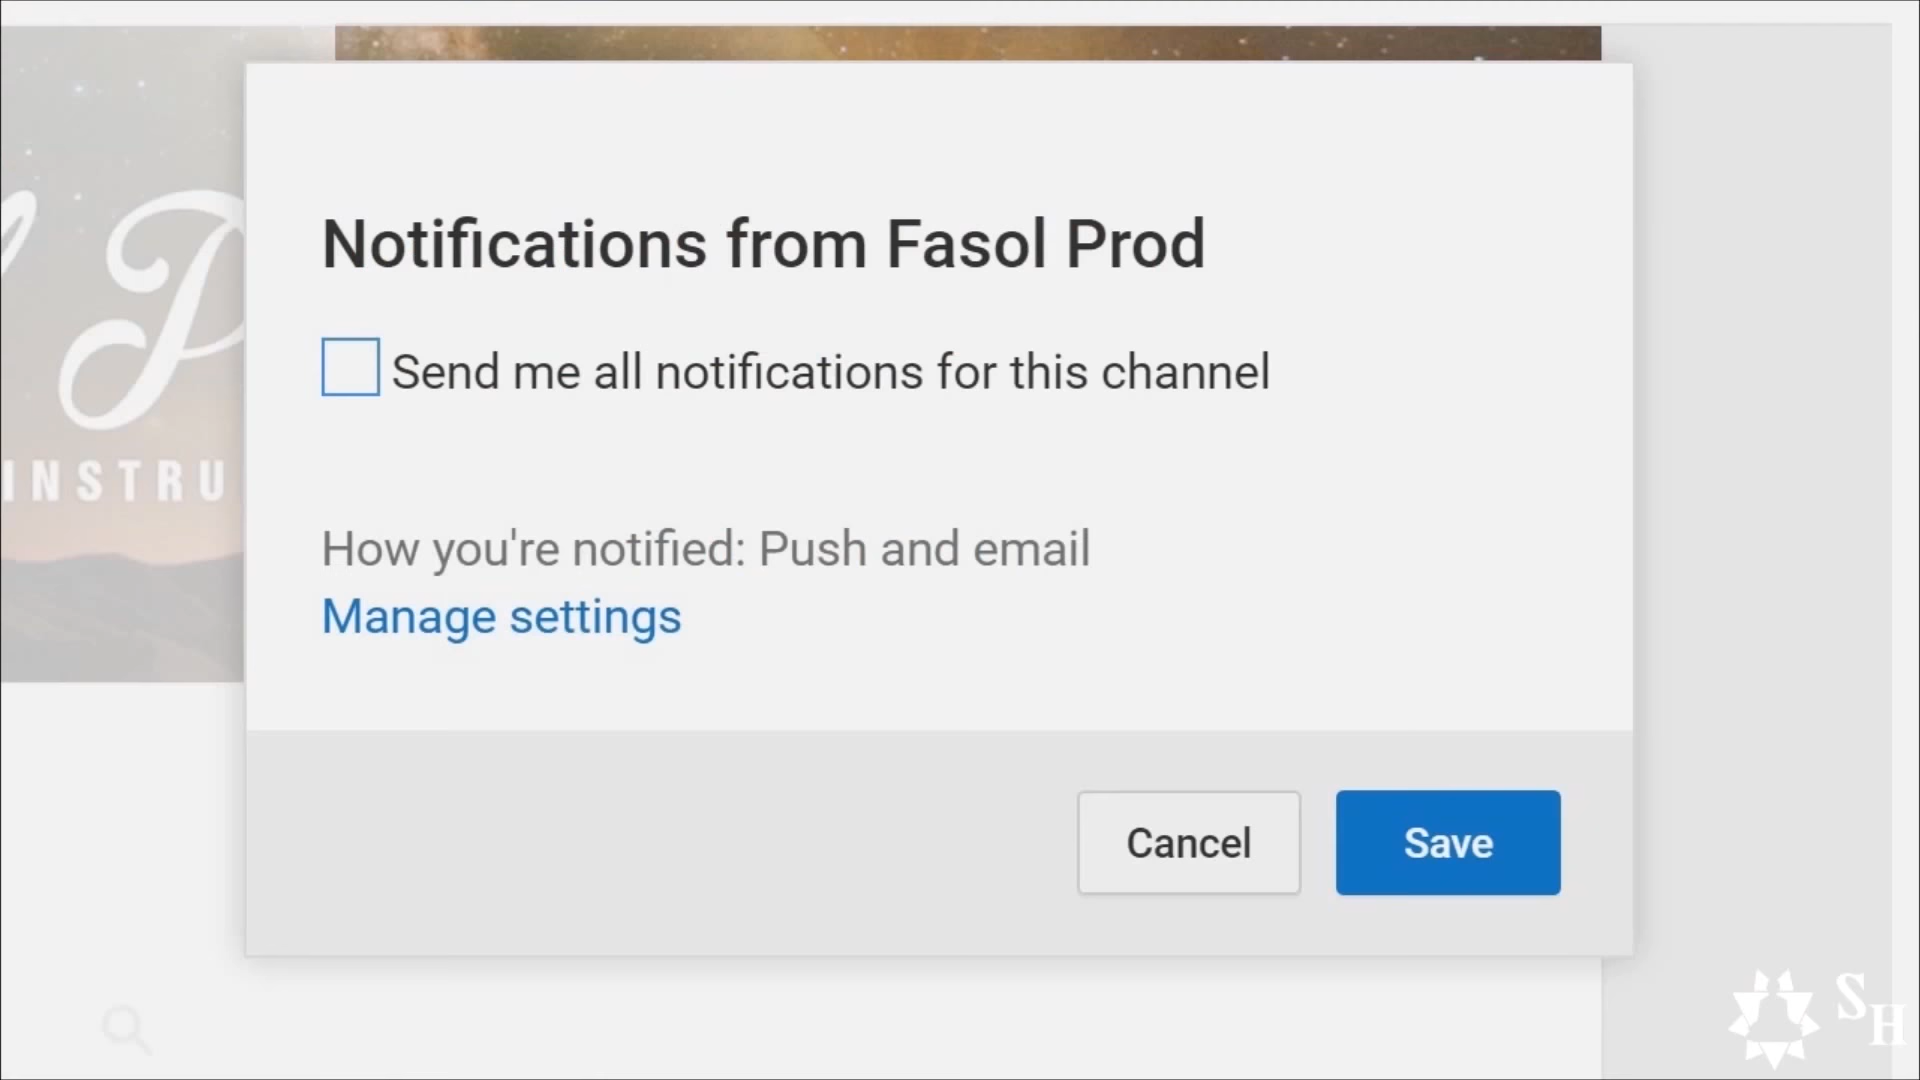 Notifications from Fasol Prod
Send me all notifications for this channel
How you're notified: Push and email
Manage settings
Cancel
Save
P
INSTRU
S
H